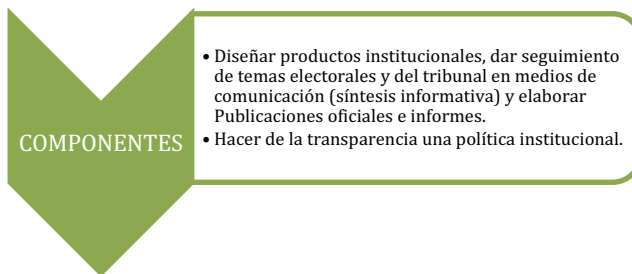 COMPONENTES
• Diseñar productos institucionales, dar seguimiento
de temas electorales y del tribunal en medios de
comunicación (síntesis informativa) y elaborar
Publicaciones oficiales e informes.
• Hacer de la transparencia una política institucional.